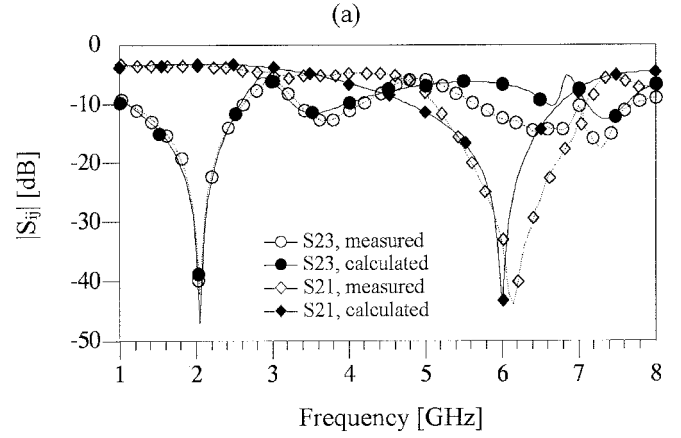 (a)
0
-10
-20
-30
-40
-50
|S_ij| [dB]
S23, measured
S23, calculated
S21, measured
S21, calculated
1 2 3 4 5 6 7 8
Frequency [GHz]